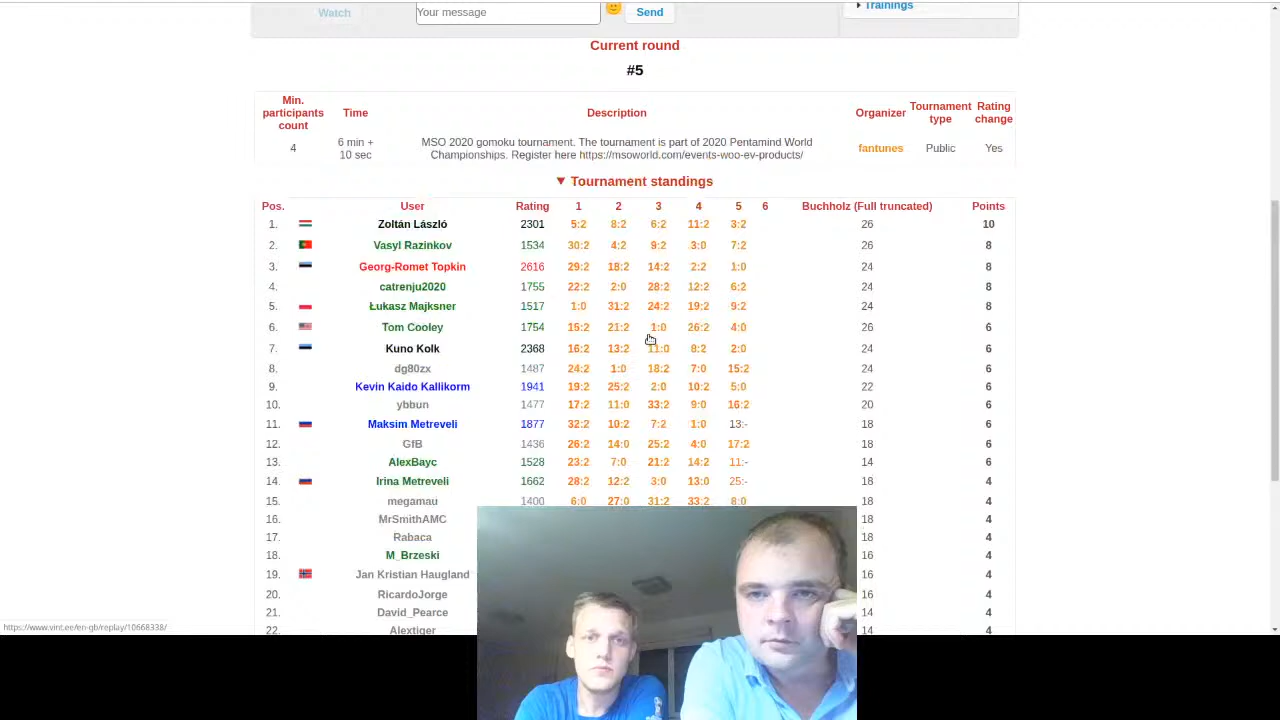 Watch Your message Send Trainings
Current round
#5
Min. participants count Time Description Organizer Tournament type Rating change
4 6 min + 10 sec MSO 2020 gomoku tournament. The tournament is part of 2020 Pentamind World Championships. Register here https://msoworld.com/events-woo-ev-products/ fantunes Public Yes
▼ Tournament standings
Pos. User Rating 1 2 3 4 5 6 Buchholz (Full truncated) Points
1. Zoltán László 2301 5:2 8:2 6:2 11:2 3:2 26 10
2. Vasyl Razinkov 1534 30:2 4:2 9:2 3:0 7:2 26 8
3. Georg-Romet Topkin 2616 29:2 18:2 14:2 2:2 1:0 24 8
4. catrenju2020 1755 22:2 2:0 28:2 12:2 6:2 24 8
5. Łukasz Majksner 1517 1:0 31:2 24:2 19:2 9:2 24 8
6. Tom Cooley 1754 15:2 21:2 1:0 26:2 4:0 26 6
7. Kuno Kolk 2368 16:2 13:2 11:0 8:2 2:0 24 6
8. dg80zx 1487 24:2 1:0 18:2 7:0 15:2 24 6
9. Kevin Kaido Kallikorm 1941 19:2 25:2 2:0 10:2 5:0 22 6
10. ybbun 1477 17:2 11:0 33:2 9:0 16:2 20 6
11. Maksim Metreveli 1877 32:2 10:2 7:2 1:0 13:- 18 6
12. GfB 1436 26:2 14:0 25:2 4:0 17:2 18 6
13. AlexBayc 1528 23:2 7:0 21:2 14:2 11:- 14 6
14. Irina Metreveli 1662 28:2 12:2 3:0 13:0 25:- 18 4
15. megamau 1400 6:0 27:0 31:2 33:2 8:0 18 4
16. MrSmithAMC 18 4
17. Rabaca 18 4
18. M_Brzeski 16 4
19. Jan Kristian Haugland 16 4
20. RicardoJorge 16 4
21. David_Pearce 14 4
22. Alextiger 14 4
https://www.vint.ee/en-gb/replay/10668338/